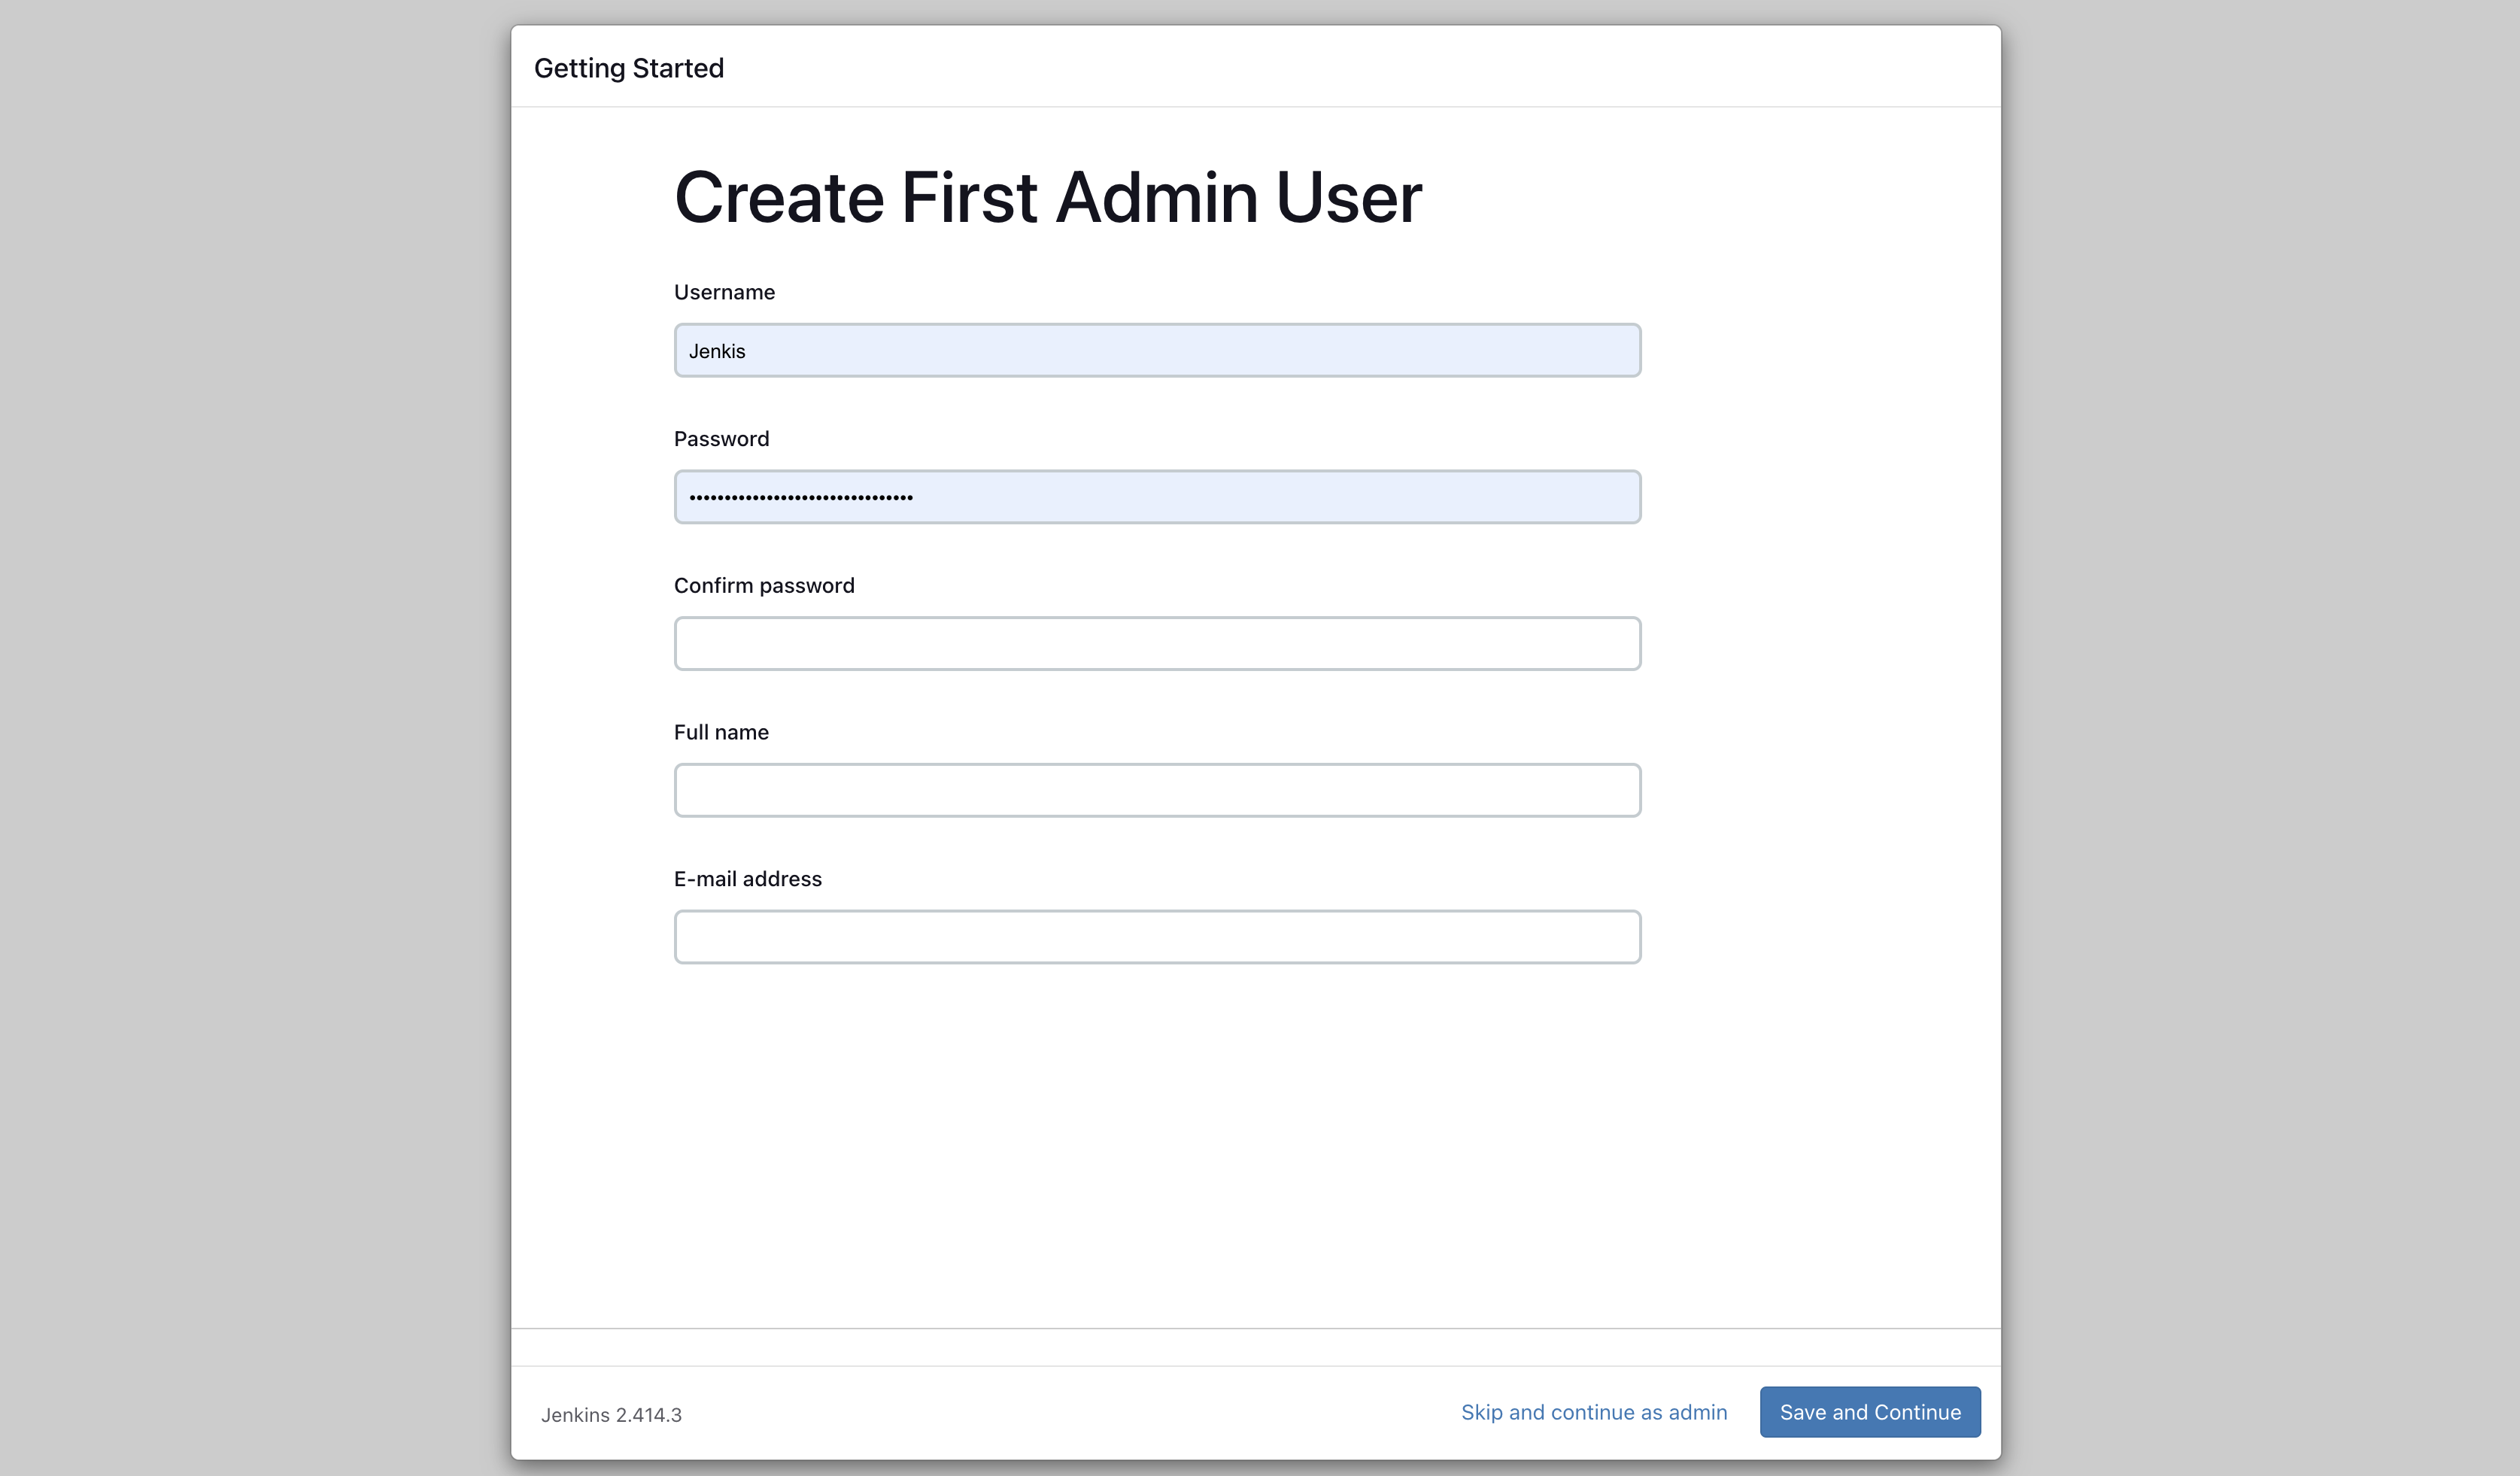 Getting Started
Create First Admin User
Username
Jenkis
Password
••••••••••••••••••••••••••••••••
Confirm password
Full name
E-mail address
Jenkins 2.414.3
Skip and continue as admin
Save and Continue